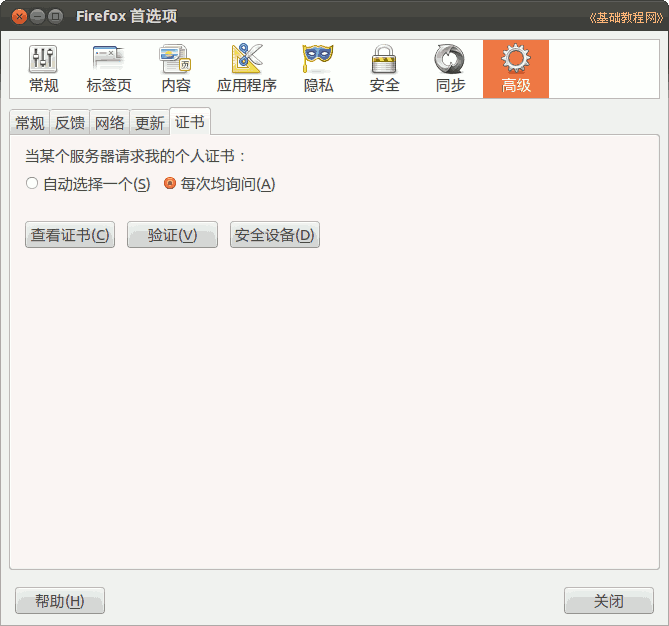 Firefox 首选项
《基础教程网》
常规 标签页 内容 应用程序 隐私 安全 同步 高级
常规 反馈 网络 更新 证书
当某个服务器请求我的个人证书：
自动选择一个(S) 每次均询问(A)
查看证书(C) 验证(V) 安全设备(D)
帮助(H) 关闭